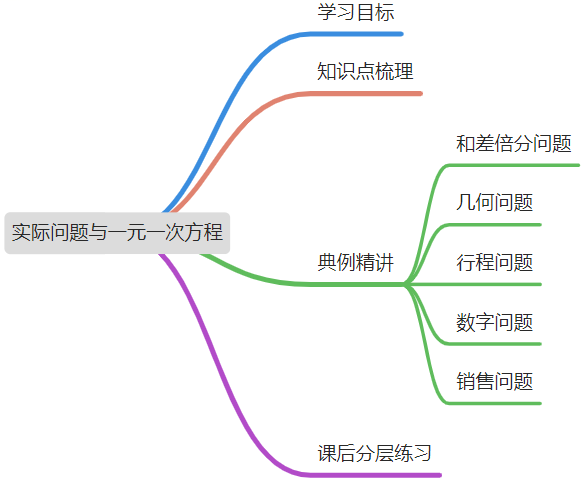 学习目标
知识点梳理
和差倍分问题
几何问题
实际问题与一元一次方程
典例精讲
行程问题
数字问题
销售问题
课后分层练习